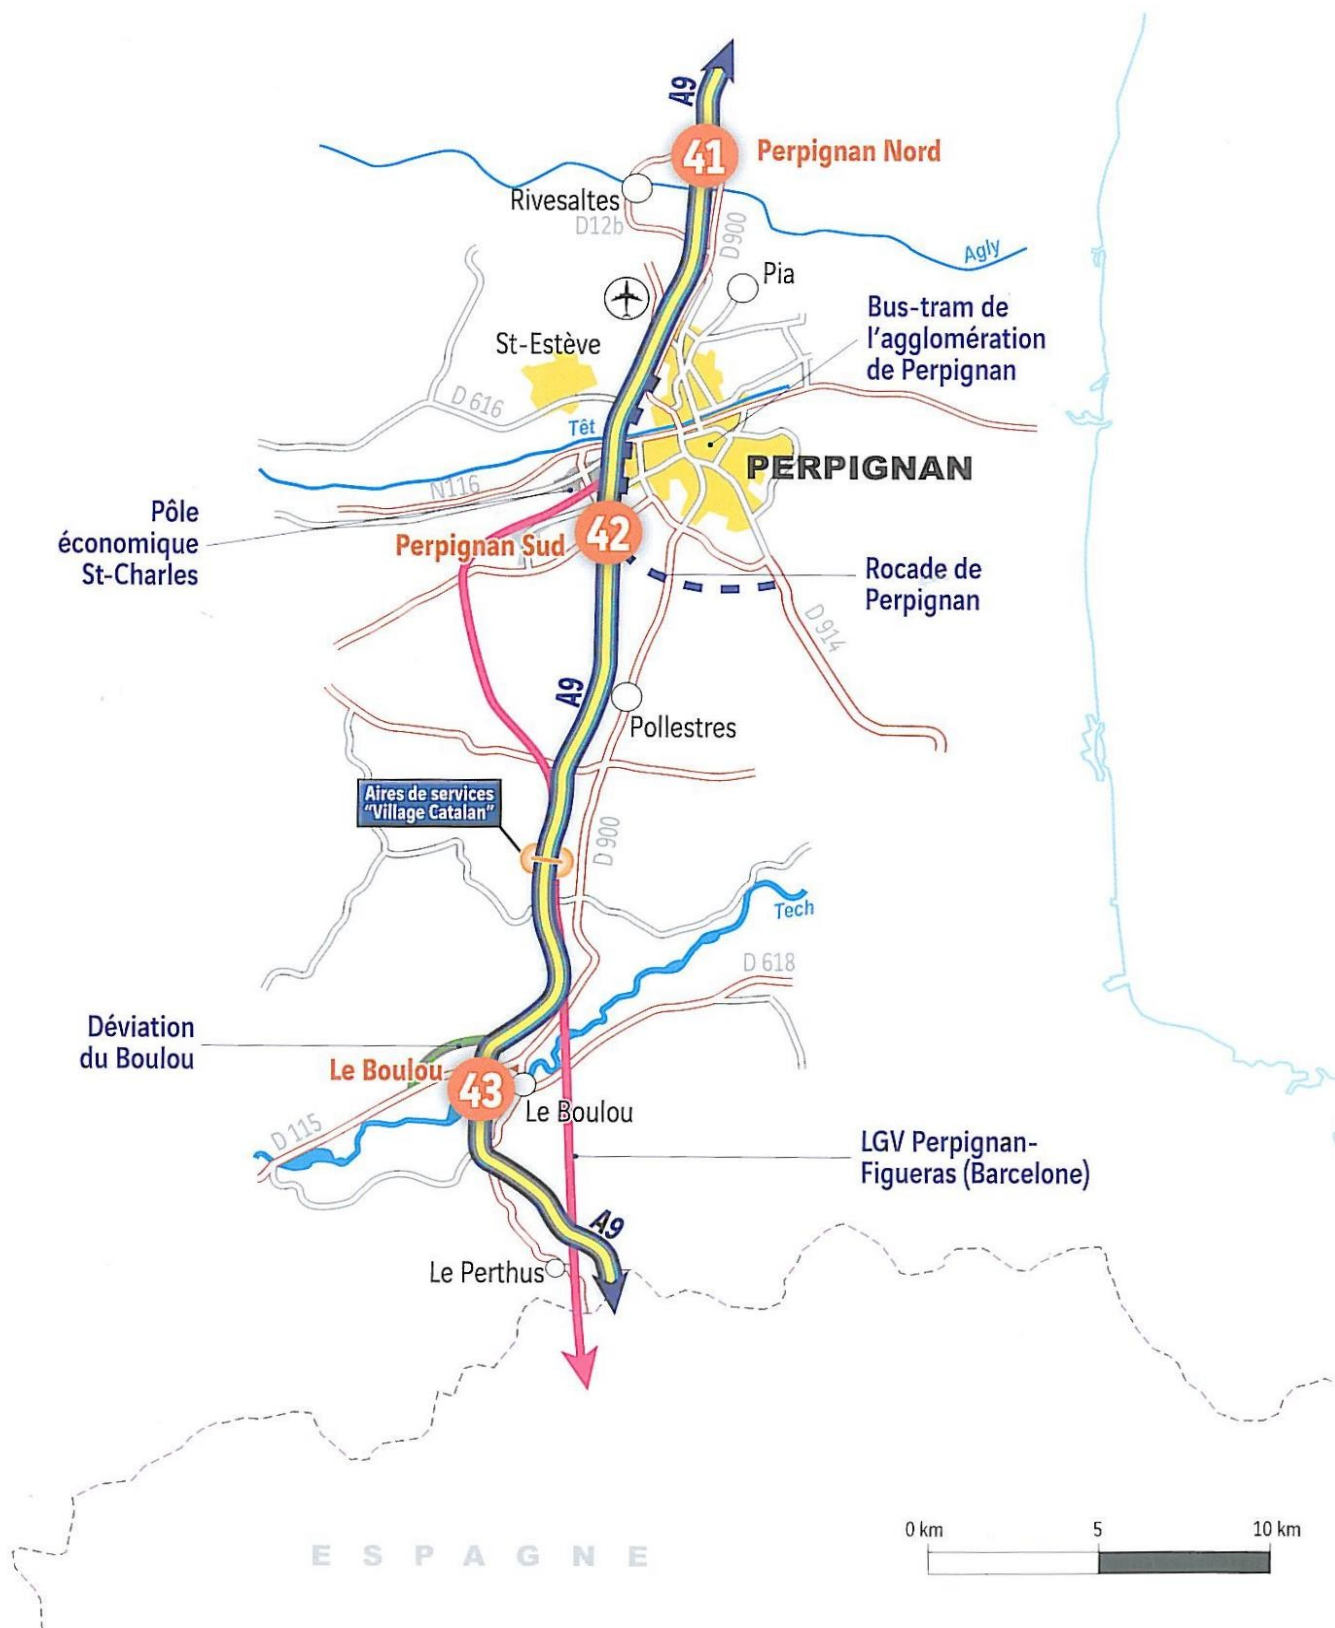 A9
41
Perpignan Nord
Rivesaltes
D12b
D900
Agly
Pia
Bus-tram de
l'agglomération
de Perpignan
St-Estève
D 616
Têt
N116
PERPIGNAN
Pôle
économique
St-Charles
Perpignan Sud
42
Rocade de
Perpignan
D 914
A9
Pollestres
Aires de services
"Village Catalan"
D 900
Tech
D 618
Déviation
du Boulou
Le Boulou
43
Le Boulou
D 115
LGV Perpignan-
Figueras (Barcelone)
A9
Le Perthus
0 km 5 10 km
ESPAGNE